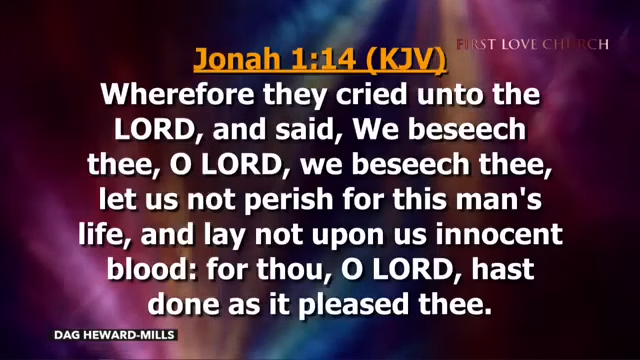 FIRST LOVE CHURCH
Jonah 1:14 (KJV)
Wherefore they cried unto the
LORD, and said, We beseech
thee, O LORD, we beseech thee,
let us not perish for this man's
life, and lay not upon us innocent
blood: for thou, O LORD, hast
done as it pleased thee.
DAG HEWARD-MILLS